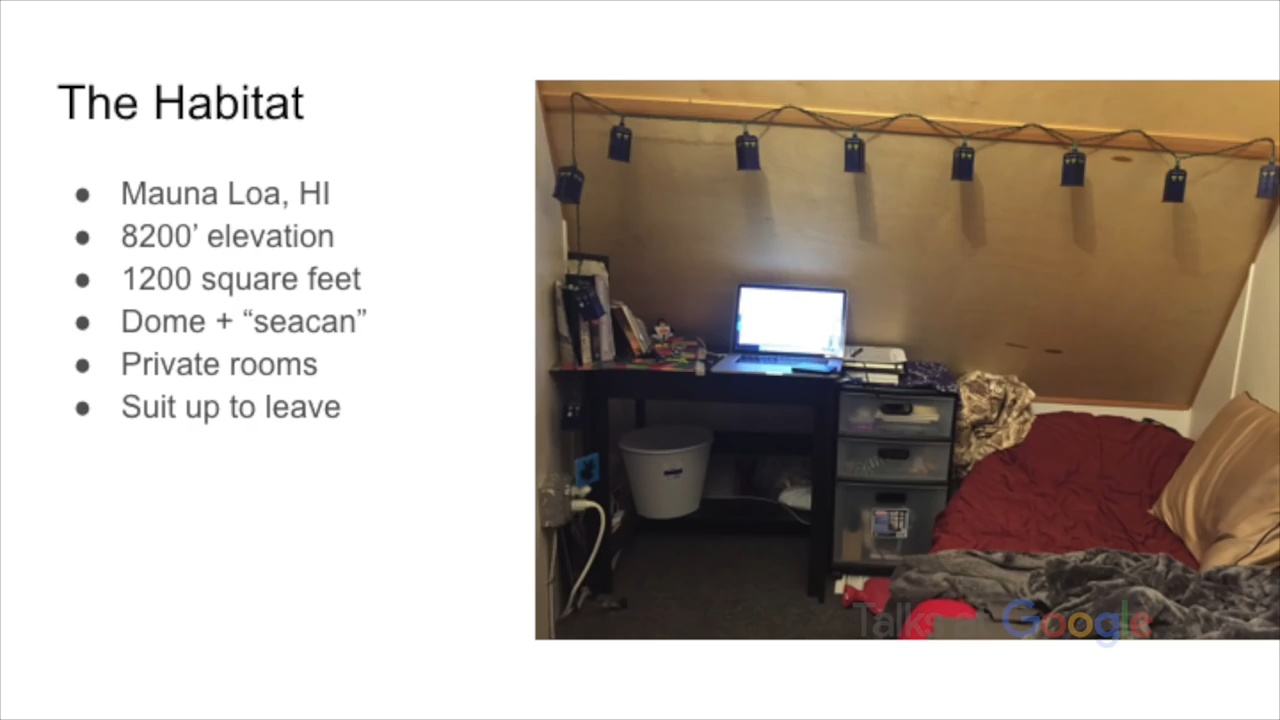 The Habitat
● Mauna Loa, HI
● 8200’ elevation
● 1200 square feet
● Dome + “seacan”
● Private rooms
● Suit up to leave
Talks at Google